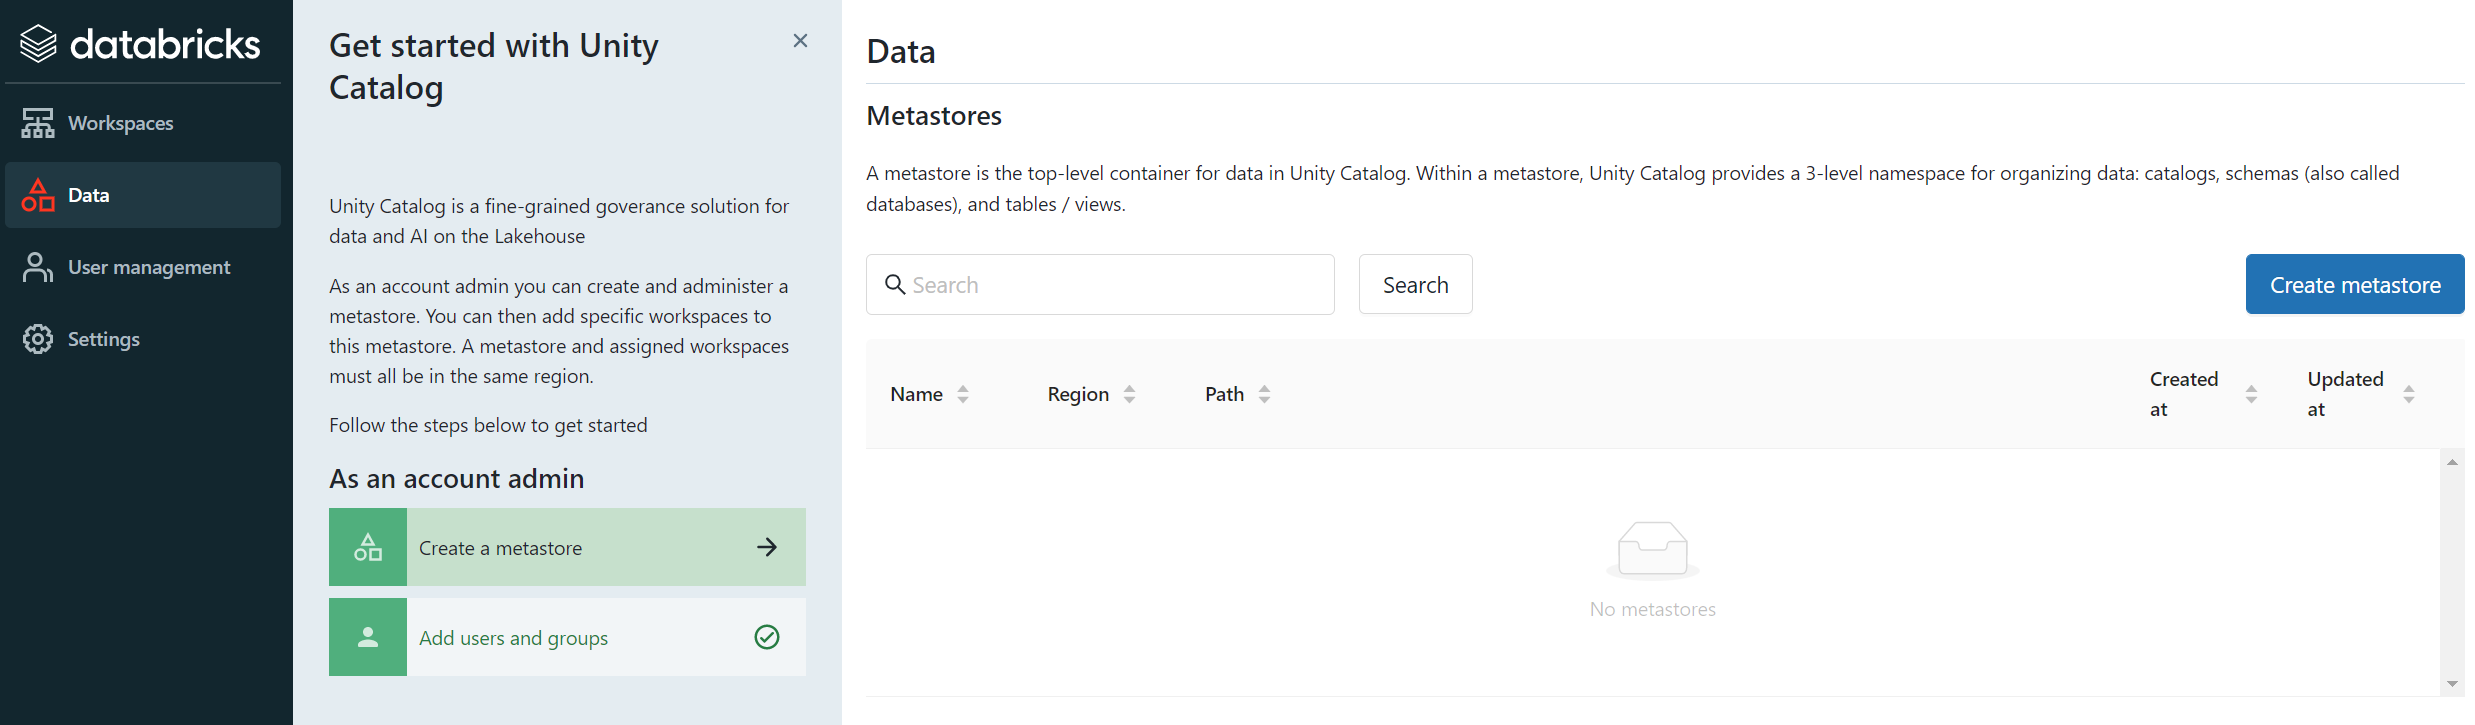 databricks
Workspaces
Data
User management
Settings
Get started with Unity
Catalog
Unity Catalog is a fine-grained goverance solution for
data and AI on the Lakehouse
As an account admin you can create and administer a
metastore. You can then add specific workspaces to
this metastore. A metastore and assigned workspaces
must all be in the same region.
Follow the steps below to get started
As an account admin
Create a metastore
Add users and groups
Data
Metastores
A metastore is the top-level container for data in Unity Catalog. Within a metastore, Unity Catalog provides a 3-level namespace for organizing data: catalogs, schemas (also called
databases), and tables / views.
Search
Search
Create metastore
Name
Region
Path
Created
at
Updated
at
No metastores